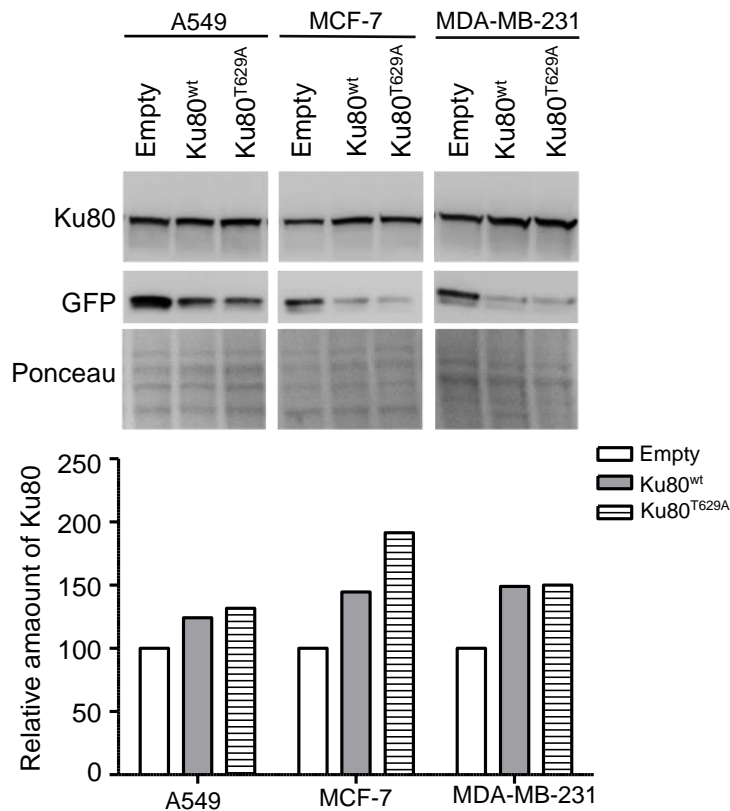 A549 MCF-7 MDA-MB-231
Empty Ku80wt Ku80T629A Empty Ku80wt Ku80T629A Empty Ku80wt Ku80T629A
Ku80
GFP
Ponceau
Relative amaount of Ku80
250
200
150
100
50
0
A549 MCF-7 MDA-MB-231
Empty
Ku80wt
Ku80T629A